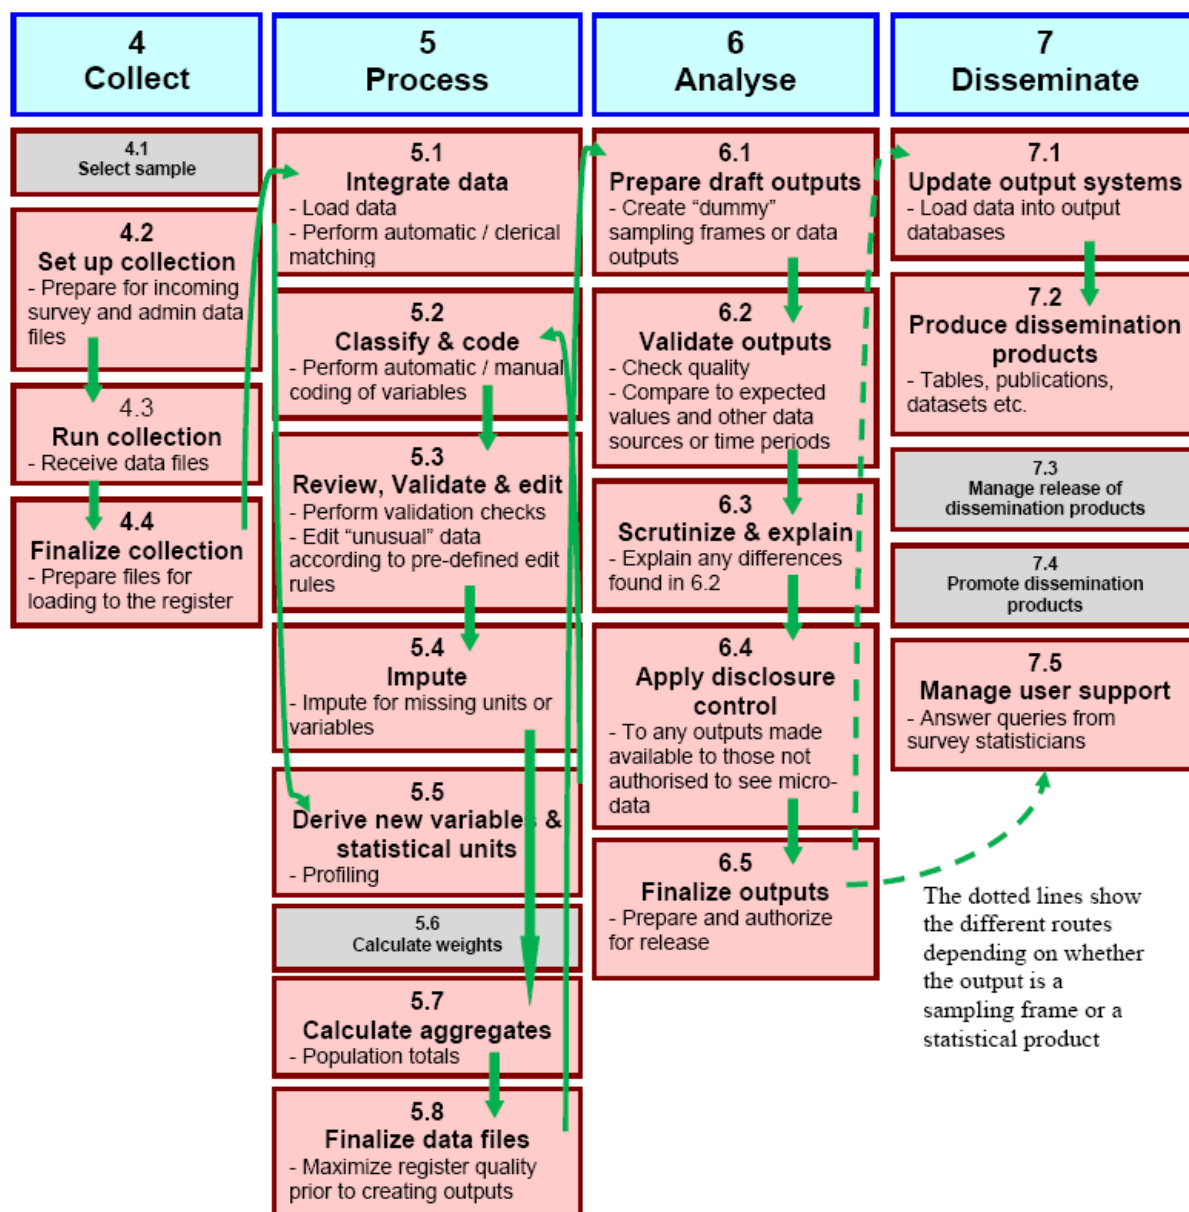 4
Collect
4.1
Select sample
4.2
Set up collection
- Prepare for incoming
survey and admin data
files
4.3
Run collection
- Receive data files
4.4
Finalize collection
- Prepare files for
loading to the register
5
Process
5.1
Integrate data
- Load data
- Perform automatic / clerical
matching
5.2
Classify & code
- Perform automatic / manual
coding of variables
5.3
Review, Validate & edit
- Perform validation checks
- Edit “unusual” data
according to pre-defined edit
rules
5.4
Impute
- Impute for missing units or
variables
5.5
Derive new variables &
statistical units
- Profiling
5.6
Calculate weights
5.7
Calculate aggregates
- Population totals
5.8
Finalize data files
- Maximize register quality
prior to creating outputs
6
Analyse
6.1
Prepare draft outputs
- Create “dummy”
sampling frames or data
outputs
6.2
Validate outputs
- Check quality
- Compare to expected
values and other data
sources or time periods
6.3
Scrutinize & explain
- Explain any differences
found in 6.2
6.4
Apply disclosure
control
- To any outputs made
available to those not
authorised to see micro-
data
6.5
Finalize outputs
- Prepare and authorize
for release
7
Disseminate
7.1
Update output systems
- Load data into output
databases
7.2
Produce dissemination
products
- Tables, publications,
datasets etc.
7.3
Manage release of
dissemination products
7.4
Promote dissemination
products
7.5
Manage user support
- Answer queries from
survey statisticians
The dotted lines show
the different routes
depending on whether
the output is a
sampling frame or a
statistical product